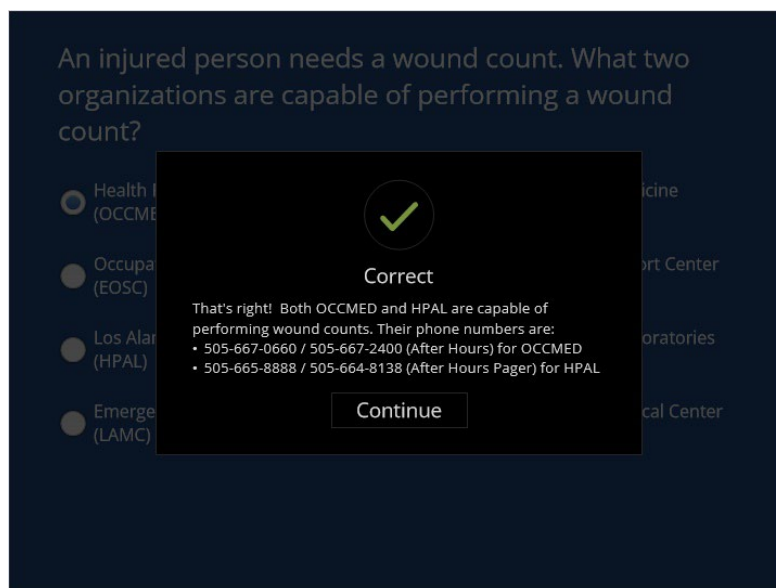 An injured person needs a wound count. What two
organizations are capable of performing a wound
count?
Health icine
(OCCME
Occupa ort Center
(EOSC)
Los Alar oratories
(HPAL)
Emerge cal Center
(LAMC)
Correct
That's right! Both OCCMED and HPAL are capable of
performing wound counts. Their phone numbers are:
• 505-667-0660 / 505-667-2400 (After Hours) for OCCMED
• 505-665-8888 / 505-664-8138 (After Hours Pager) for HPAL
Continue